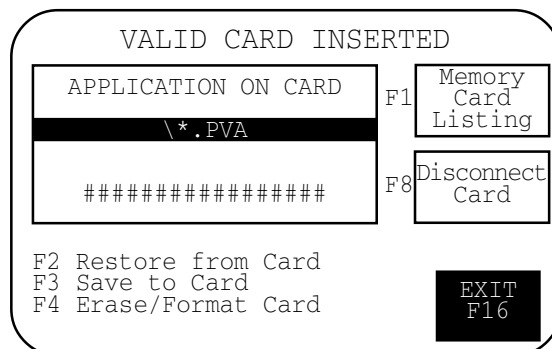 VALID CARD INSERTED
APPLICATION ON CARD
\*.PVA
#################
F1 Memory
Card
Listing
F8 Disconnect
Card
F2 Restore from Card
F3 Save to Card
F4 Erase/Format Card
EXIT
F16